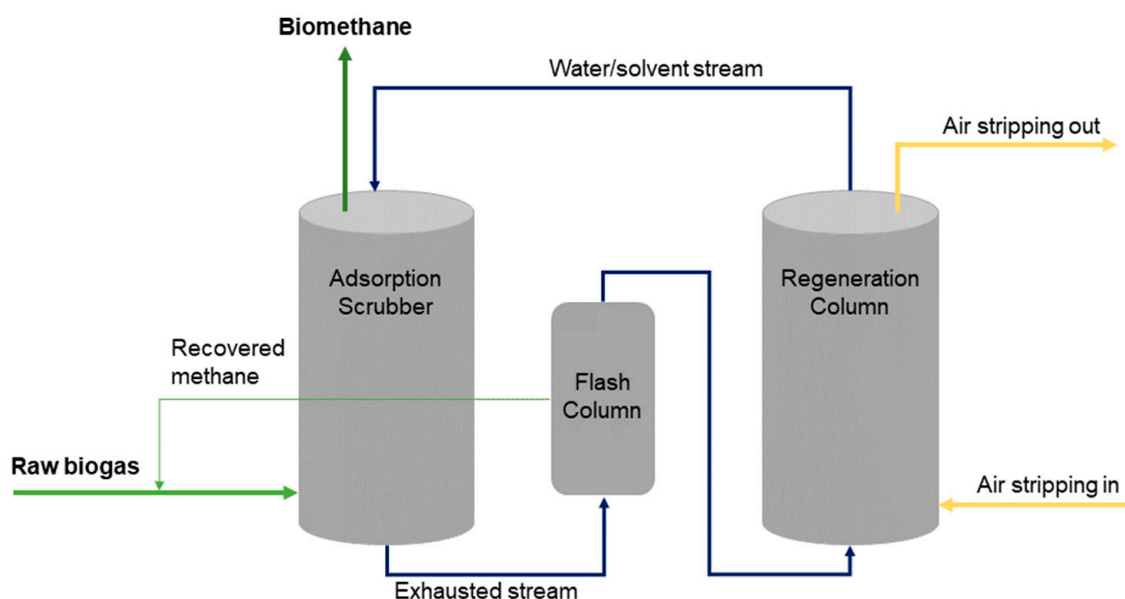 Biomethane
Water/solvent stream
Air stripping out
Adsorption
Scrubber
Regeneration
Column
Recovered
methane
Flash
Column
Raw biogas
Air stripping in
Exhausted stream